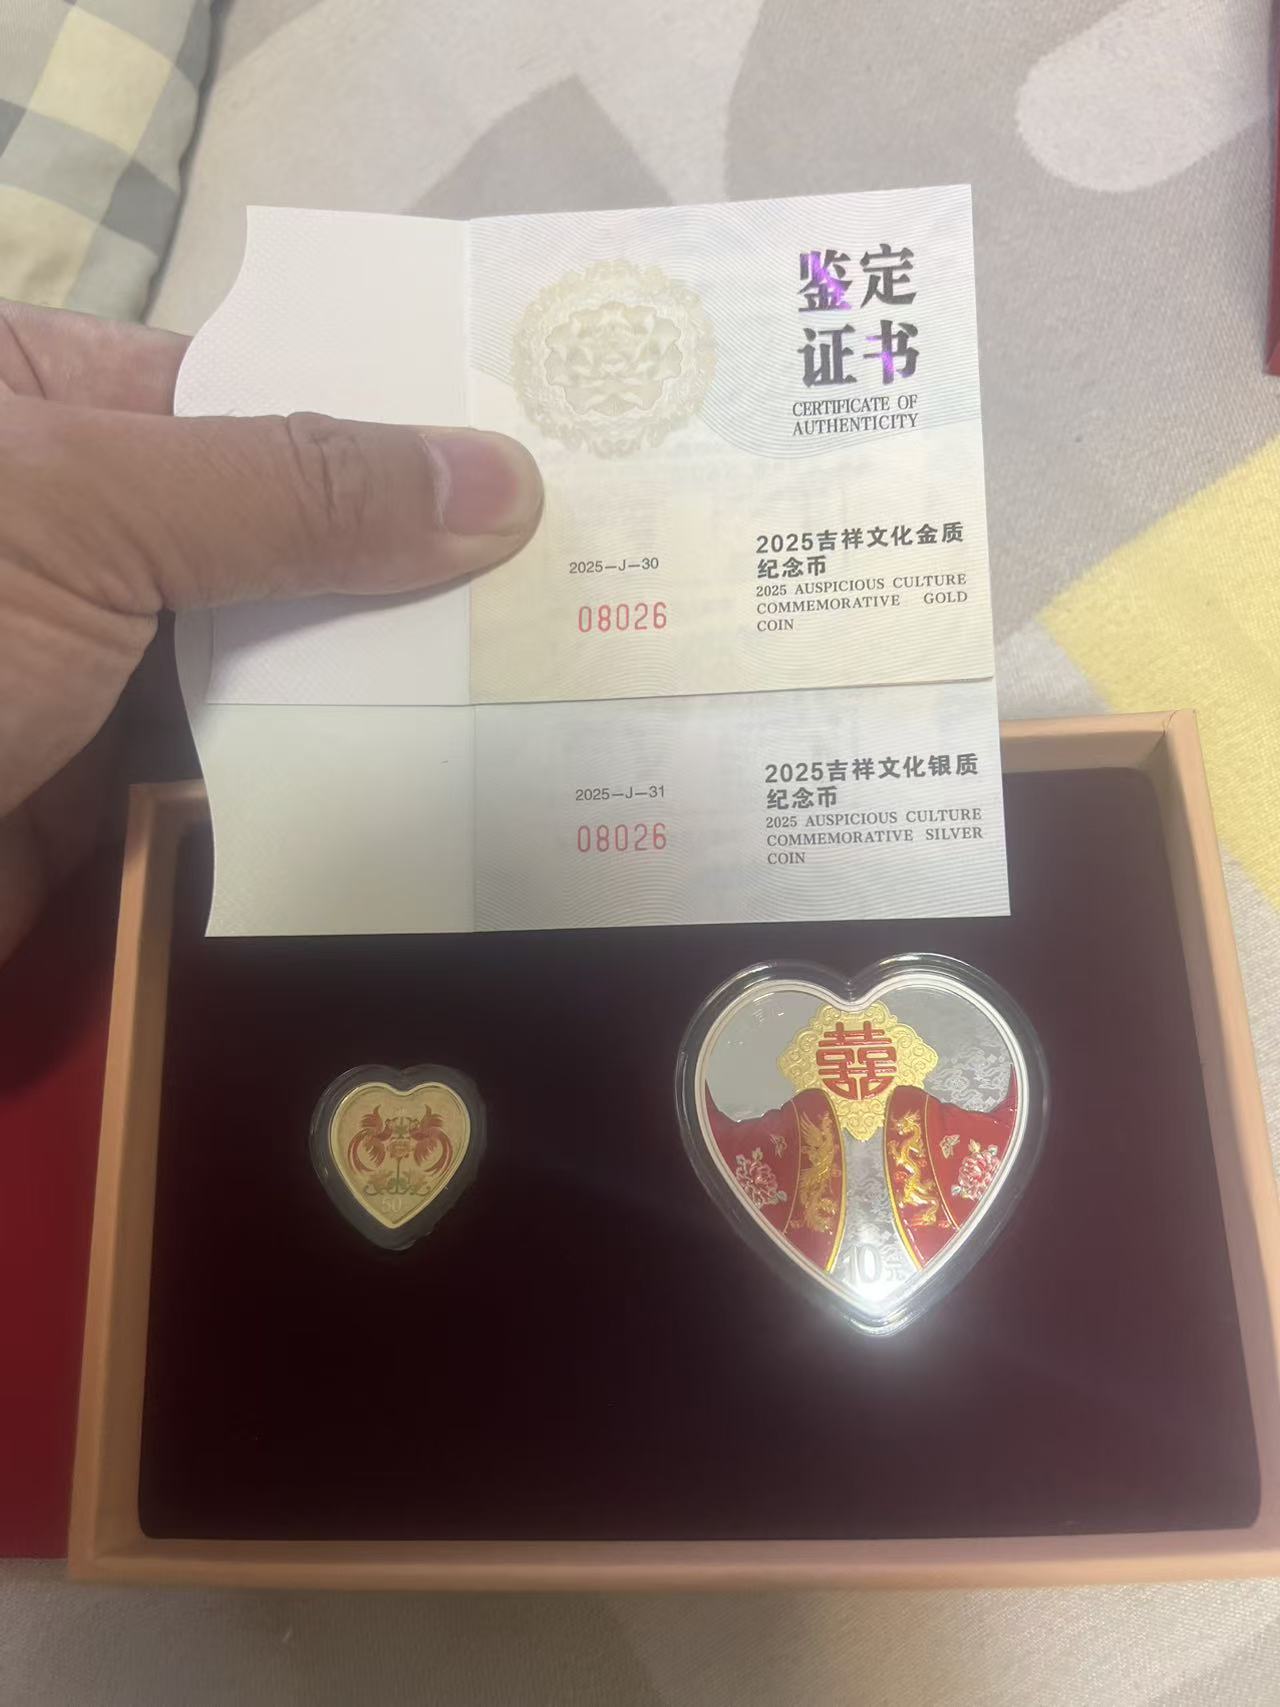 鉴定
证书
CERTIFICATE OF
AUTHENTICITY
2025吉祥文化金质
纪念币
2025 AUSPICIOUS CULTURE
COMMEMORATIVE GOLD
COIN
2025—J—30
08026
2025吉祥文化银质
纪念币
2025 AUSPICIOUS CULTURE
COMMEMORATIVE SILVER
COIN
2025—J—31
08026
囍
50
10元